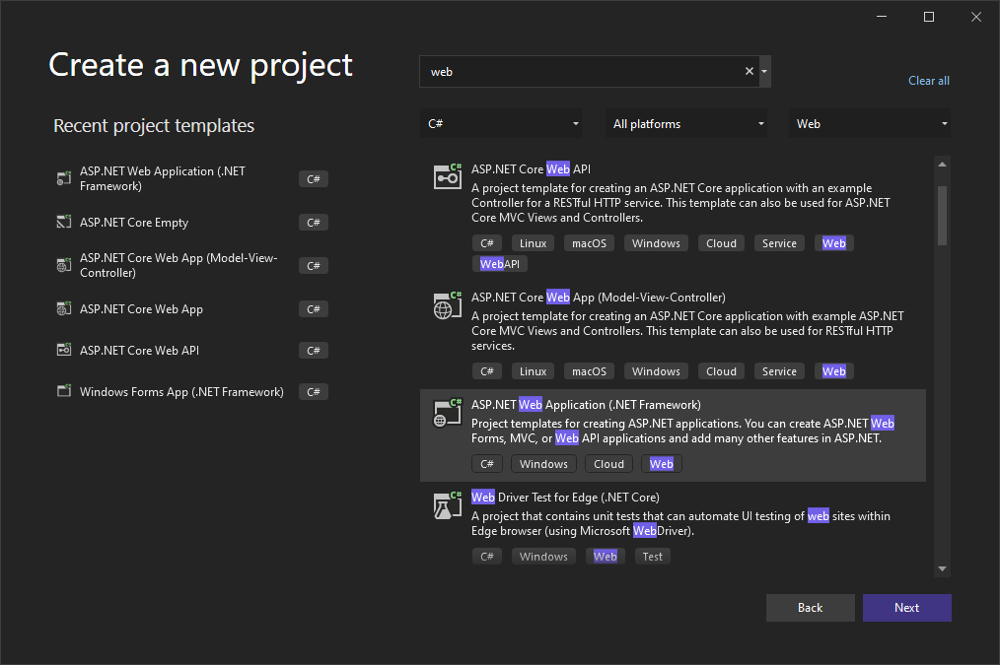 Create a new project
Recent project templates
ASP.NET Web Application (.NET
Framework)
C#
ASP.NET Core Empty
C#
ASP.NET Core Web App (Model-View-
Controller)
C#
ASP.NET Core Web App
C#
ASP.NET Core Web API
C#
Windows Forms App (.NET Framework)
C#
web
Clear all
C#
All platforms
Web
C#
ASP.NET Core Web API
A project template for creating an ASP.NET Core application with an example
Controller for a RESTful HTTP service. This template can also be used for ASP.NET
Core MVC Views and Controllers.
C# Linux macOS Windows Cloud Service Web
WebAPI
C#
ASP.NET Core Web App (Model-View-Controller)
A project template for creating an ASP.NET Core application with example ASP.NET
Core MVC Views and Controllers. This template can also be used for RESTful HTTP
services.
C# Linux macOS Windows Cloud Service Web
C#
ASP.NET Web Application (.NET Framework)
Project templates for creating ASP.NET applications. You can create ASP.NET Web
Forms, MVC, or Web API applications and add many other features in ASP.NET.
C# Windows Cloud Web
C#
Web Driver Test for Edge (.NET Core)
A project that contains unit tests that can automate UI testing of web sites within
Edge browser (using Microsoft WebDriver).
C# Windows Web Test
Back
Next